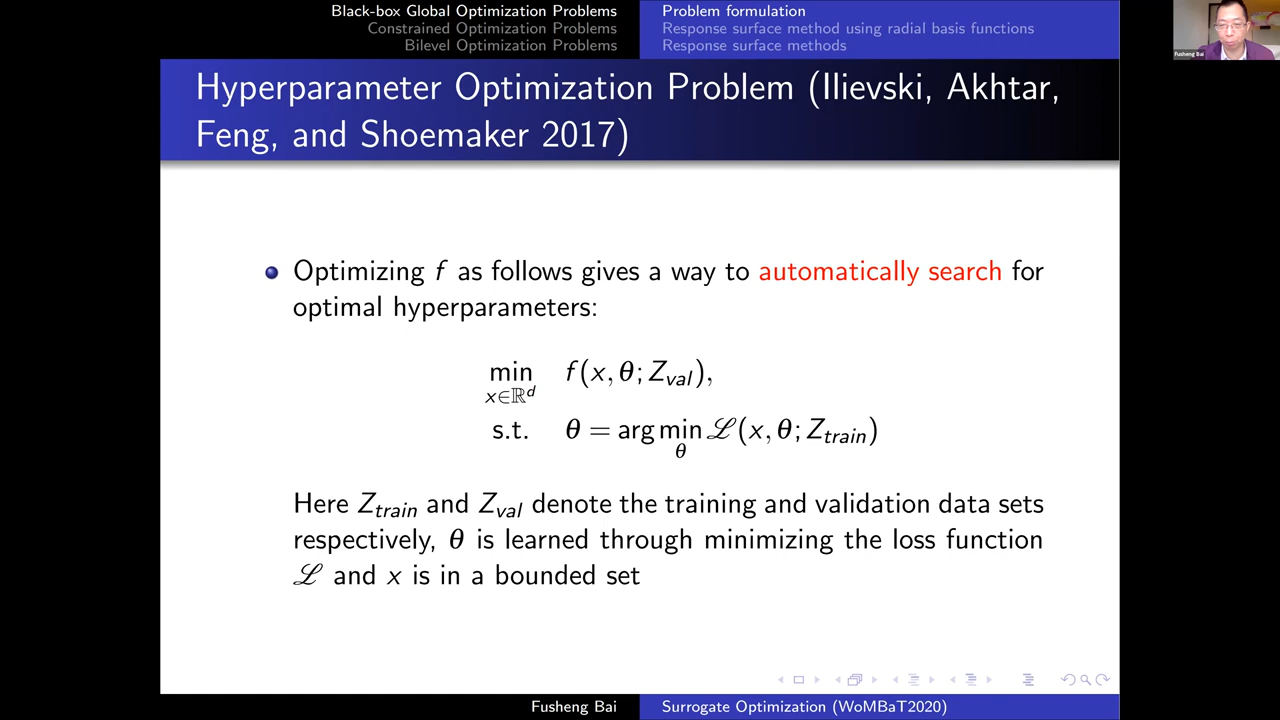 Black-box Global Optimization Problems
Constrained Optimization Problems
Bilevel Optimization Problems
Problem formulation
Response surface method using radial basis functions
Response surface methods
Fusheng Bai
Hyperparameter Optimization Problem (Ilievski, Akhtar,
Feng, and Shoemaker 2017)
Optimizing f as follows gives a way to automatically search for
optimal hyperparameters:
min f(x, θ; Z_val),
x∈ℝ^d
s.t. θ = arg min ℒ(x, θ; Z_train)
θ
Here Z_train and Z_val denote the training and validation data sets
respectively, θ is learned through minimizing the loss function
ℒ and x is in a bounded set
Fusheng Bai
Surrogate Optimization (WoMBaT2020)